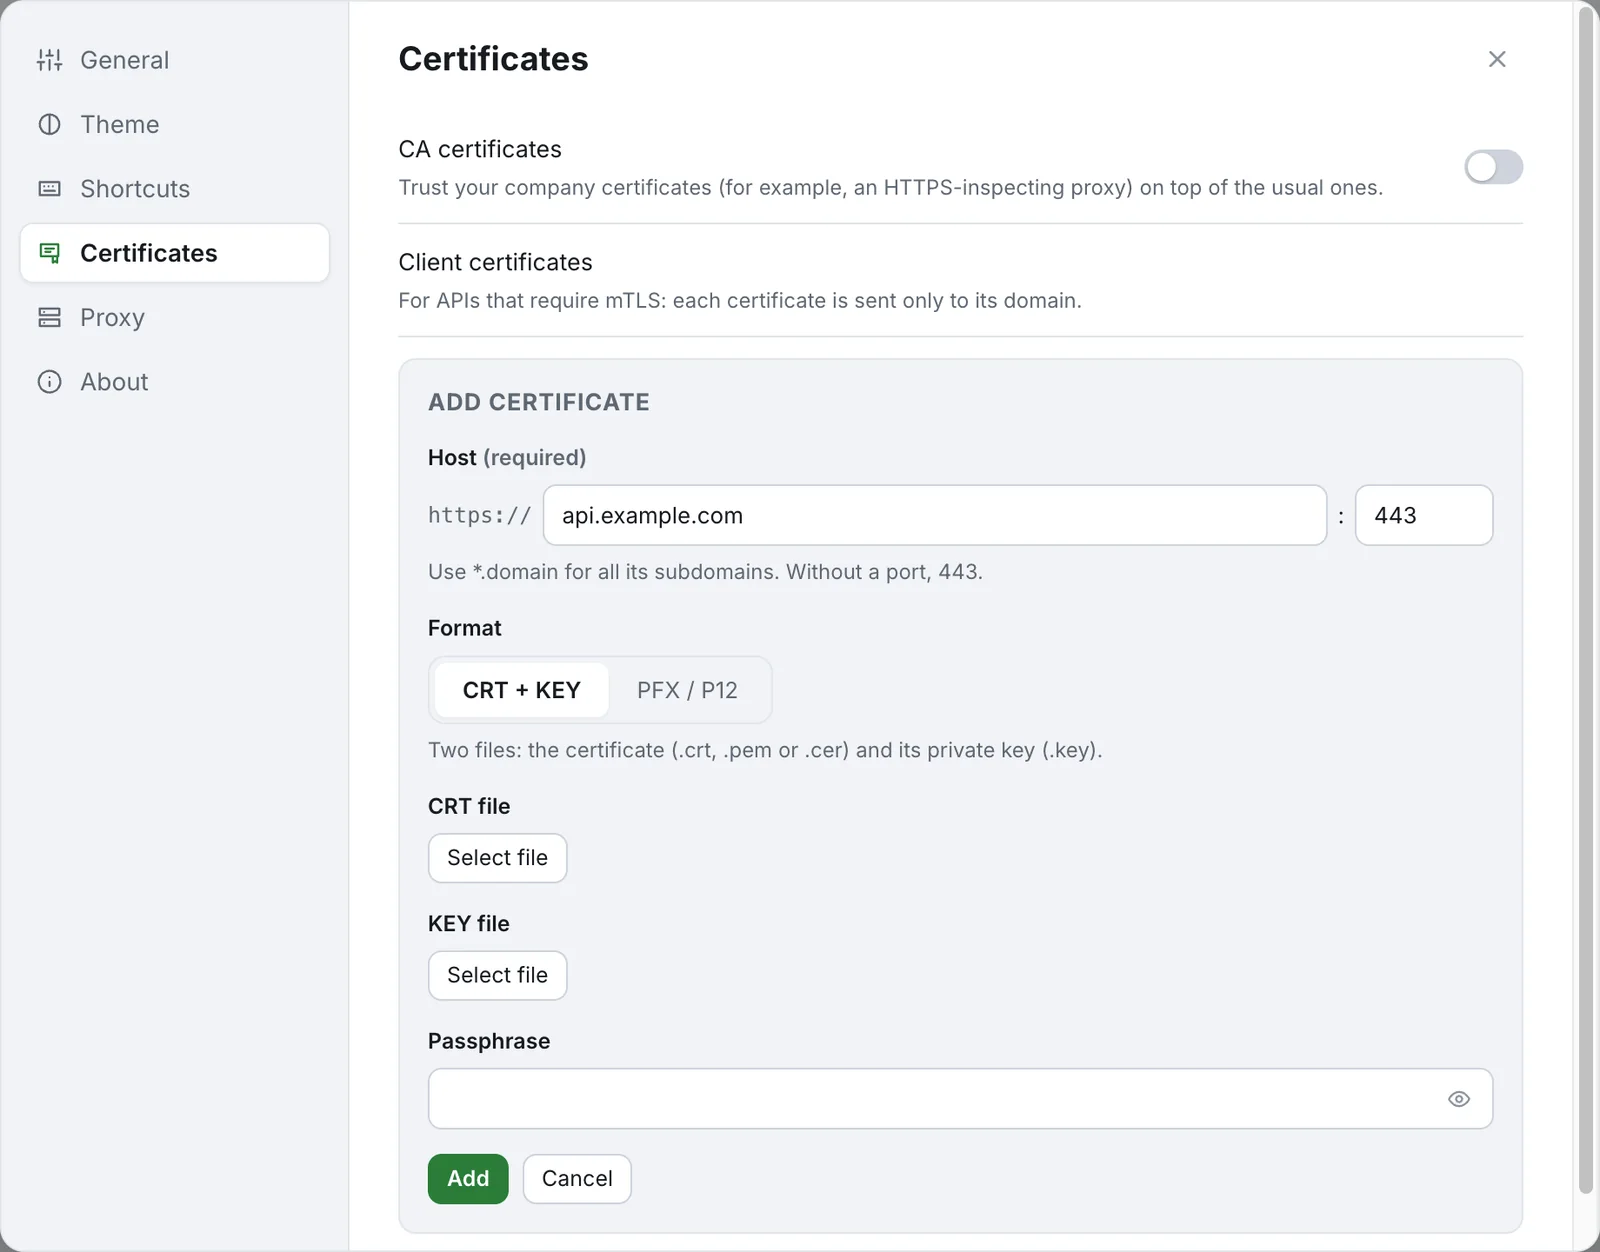 General
Theme
Shortcuts
Certificates
Proxy
About
Certificates
CA certificates
Trust your company certificates (for example, an HTTPS-inspecting proxy) on top of the usual ones.
Client certificates
For APIs that require mTLS: each certificate is sent only to its domain.
ADD CERTIFICATE
Host (required)
https:// api.example.com : 443
Use *.domain for all its subdomains. Without a port, 443.
Format
CRT + KEY PFX / P12
Two files: the certificate (.crt, .pem or .cer) and its private key (.key).
CRT file
Select file
KEY file
Select file
Passphrase
Add Cancel